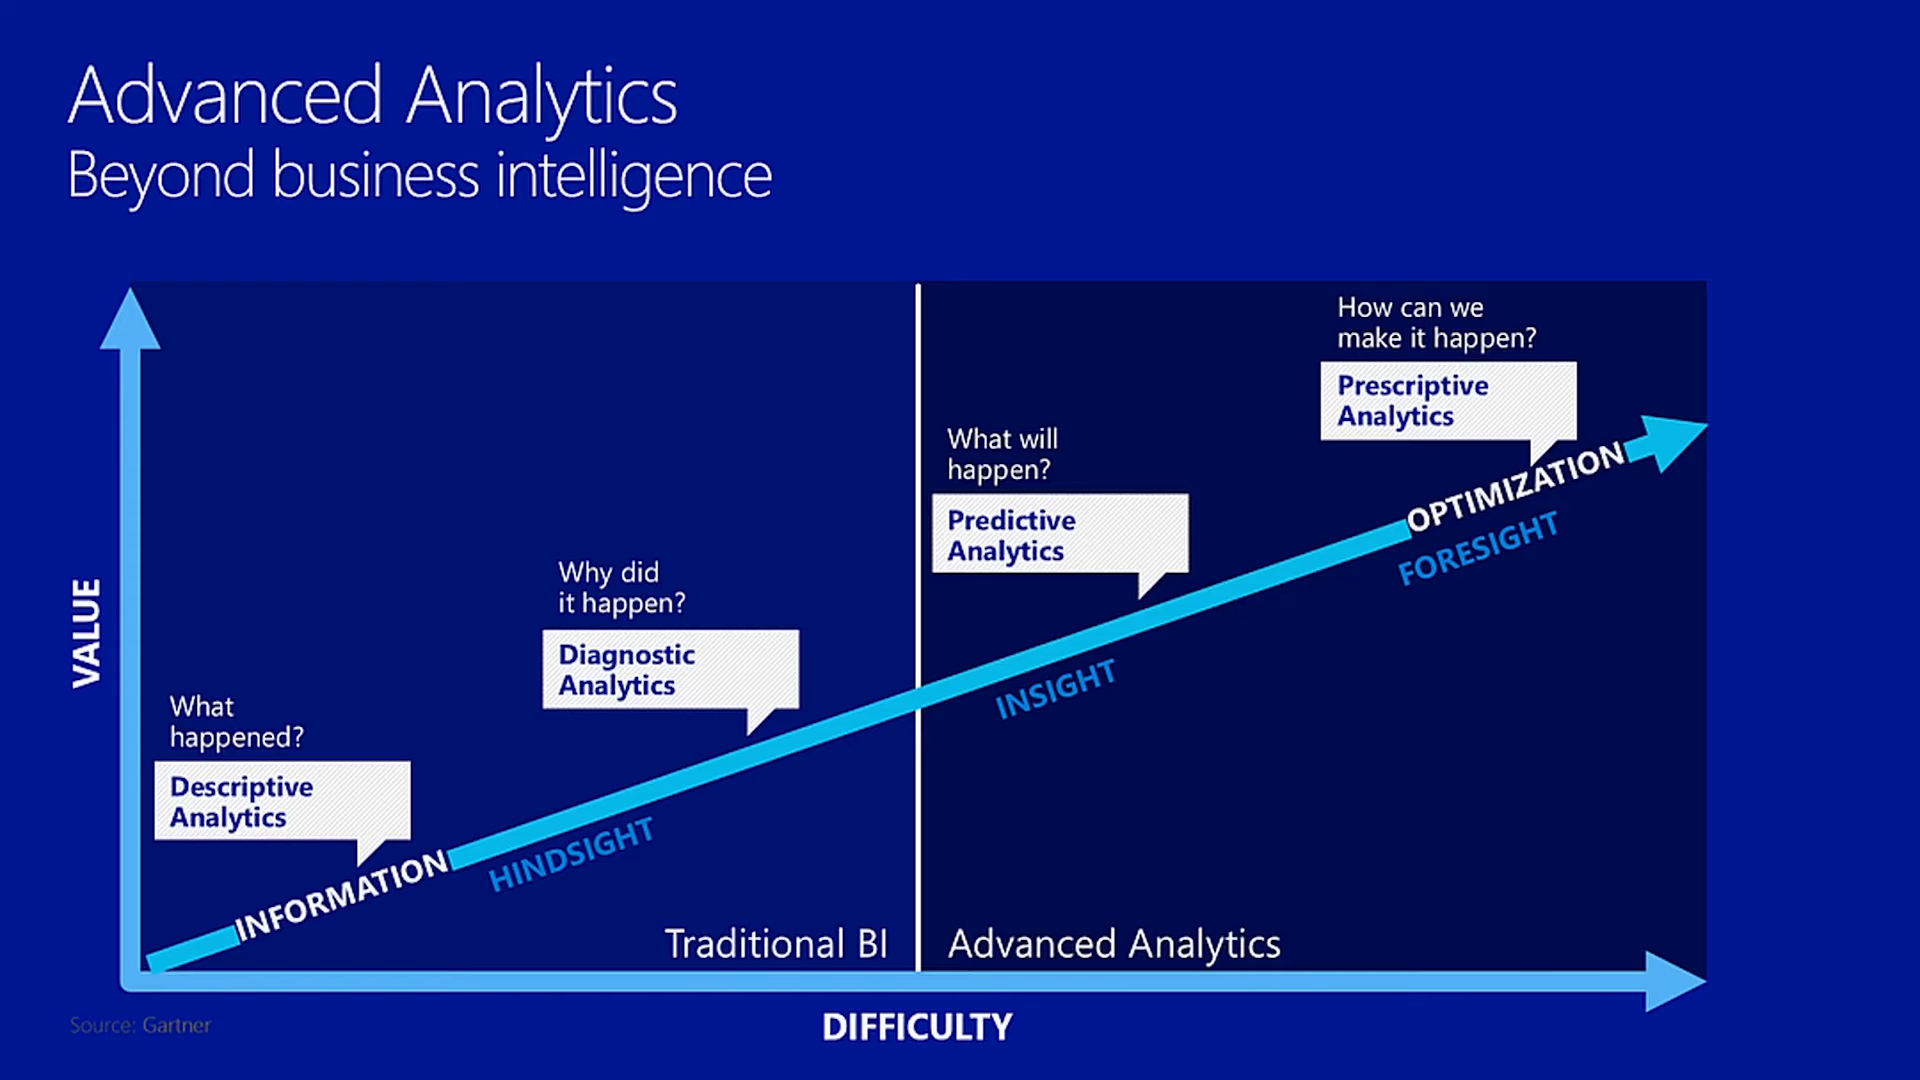 Advanced Analytics
Beyond business intelligence
How can we
make it happen?
Prescriptive
Analytics
What will
happen?
Predictive
Analytics
OPTIMIZATION
FORESIGHT
Why did
it happen?
Diagnostic
Analytics
INSIGHT
VALUE
What
happened?
Descriptive
Analytics
INFORMATION
HINDSIGHT
Traditional BI
Advanced Analytics
Source: Gartner
DIFFICULTY